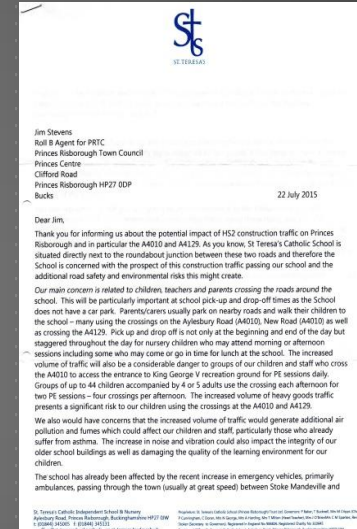 ST. TERESA'S
Jim Stevens
Roll B Agent for PRTC
Princes Risborough Town Council
Princes Centre
Clifford Road
Princes Risborough HP27 0DP
Bucks
22 July 2015
Dear Jim,
Thank you for informing us about the potential impact of HS2 construction traffic on Princes
Risborough and in particular the A4010 and A4129. As you know, St Teresa's Catholic School is
situated directly next to the roundabout junction between these two roads and therefore the
School is concerned with the prospect of this construction traffic passing our school and the
additional road safety and environmental risks this might create.
Our main concern is related to children, teachers and parents crossing the roads around the
school. This will be particularly important at school pick-up and drop-off times as the School
does not have a car park. Parents/carers usually park on nearby roads and walk their children to
the school – many using the crossings on the Aylesbury Road (A4010), New Road (A4010) as well
as crossing the A4129. Pick up and drop off is not only at the beginning and end of the day but
staggered throughout the day for nursery children who may attend morning or afternoon
sessions including some who may come or go in time for lunch at the school. The increased
volume of traffic will also be a considerable danger to groups of our children and staff who cross
the A4010 to access the entrance to King George V recreation ground for PE sessions daily.
Groups of up to 44 children accompanied by 4 or 5 adults use the crossing each afternoon for
two PE sessions – four crossings per afternoon. The increased volume of heavy goods traffic
presents a significant risk to our children using the crossings at the A4010 and A4129.
We also would have concerns that the increased volume of traffic would generate additional air
pollution and fumes which could affect our children and staff, particularly those who already
suffer from asthma. The increase in noise and vibration could also impact the integrity of our
older school buildings as well as damaging the quality of the learning environment for our
children.
The school has already been affected by the recent increase in emergency vehicles, primarily
ambulances, passing through the town (usually at great speed) between Stoke Mandeville and
St. Teresa's Catholic Independent School & Nursery
Aylesbury Road, Princes Risborough, Buckinghamshire HP27 0JW